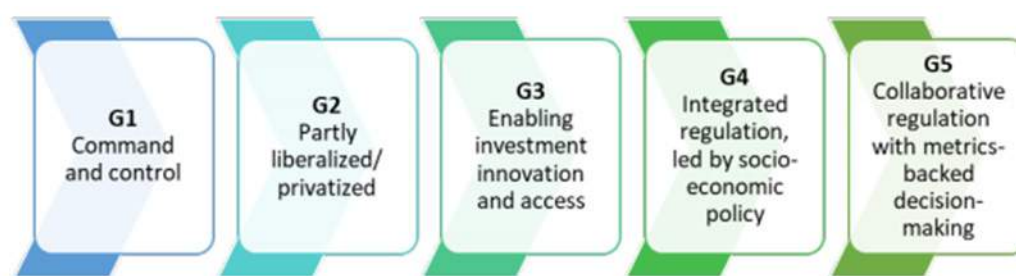 G1
Command
and control
G2
Partly
liberalized/
privatized
G3
Enabling
investment
innovation
and access
G4
Integrated
regulation,
led by socio-
economic
policy
G5
Collaborative
regulation
with metrics-
backed
decision-
making